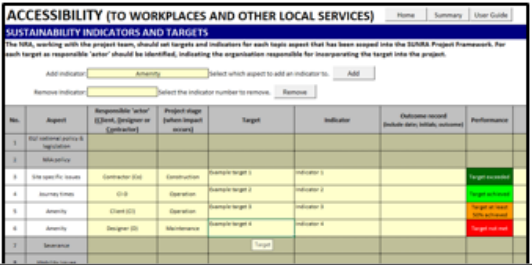 ACCESSIBILITY (TO WORKPLACES AND OTHER LOCAL SERVICES)
Home Summary User Guide
SUSTAINABILITY INDICATORS AND TARGETS
The NRA, working with the project team, should set targets and indicators for each topic aspect that has been scoped into the SUNRA Project Framework. For
each target as responsible 'actor' should be identified, indicating the organisation responsible for incorporating the target into the project.
Add indicator: Amenity Select which aspect to add an indicator to. Add
Remove indicator: Select the indicator number to remove. Remove
No. Aspect Responsible 'actor' (Client, Designer or Contractor) Project stage (when impact occurs) Target Indicator Outcome record (include date; initials; outcome) Performance
1 EU/ national policy & legislation
2 NRA policy
3 Site specific issues Contractor (Co) Construction Example target 1 Indicator 1 Target exceeded
4 Journey times Cl-D Operation Example target 2 Indicator 2 Target achieved
5 Amenity Client (Cl) Operation Example target 3 Indicator 3 Target at least 50% achieved
6 Amenity Designer (D) Maintenance Example target 4 Indicator 4 Target not met
7 Severance
Target